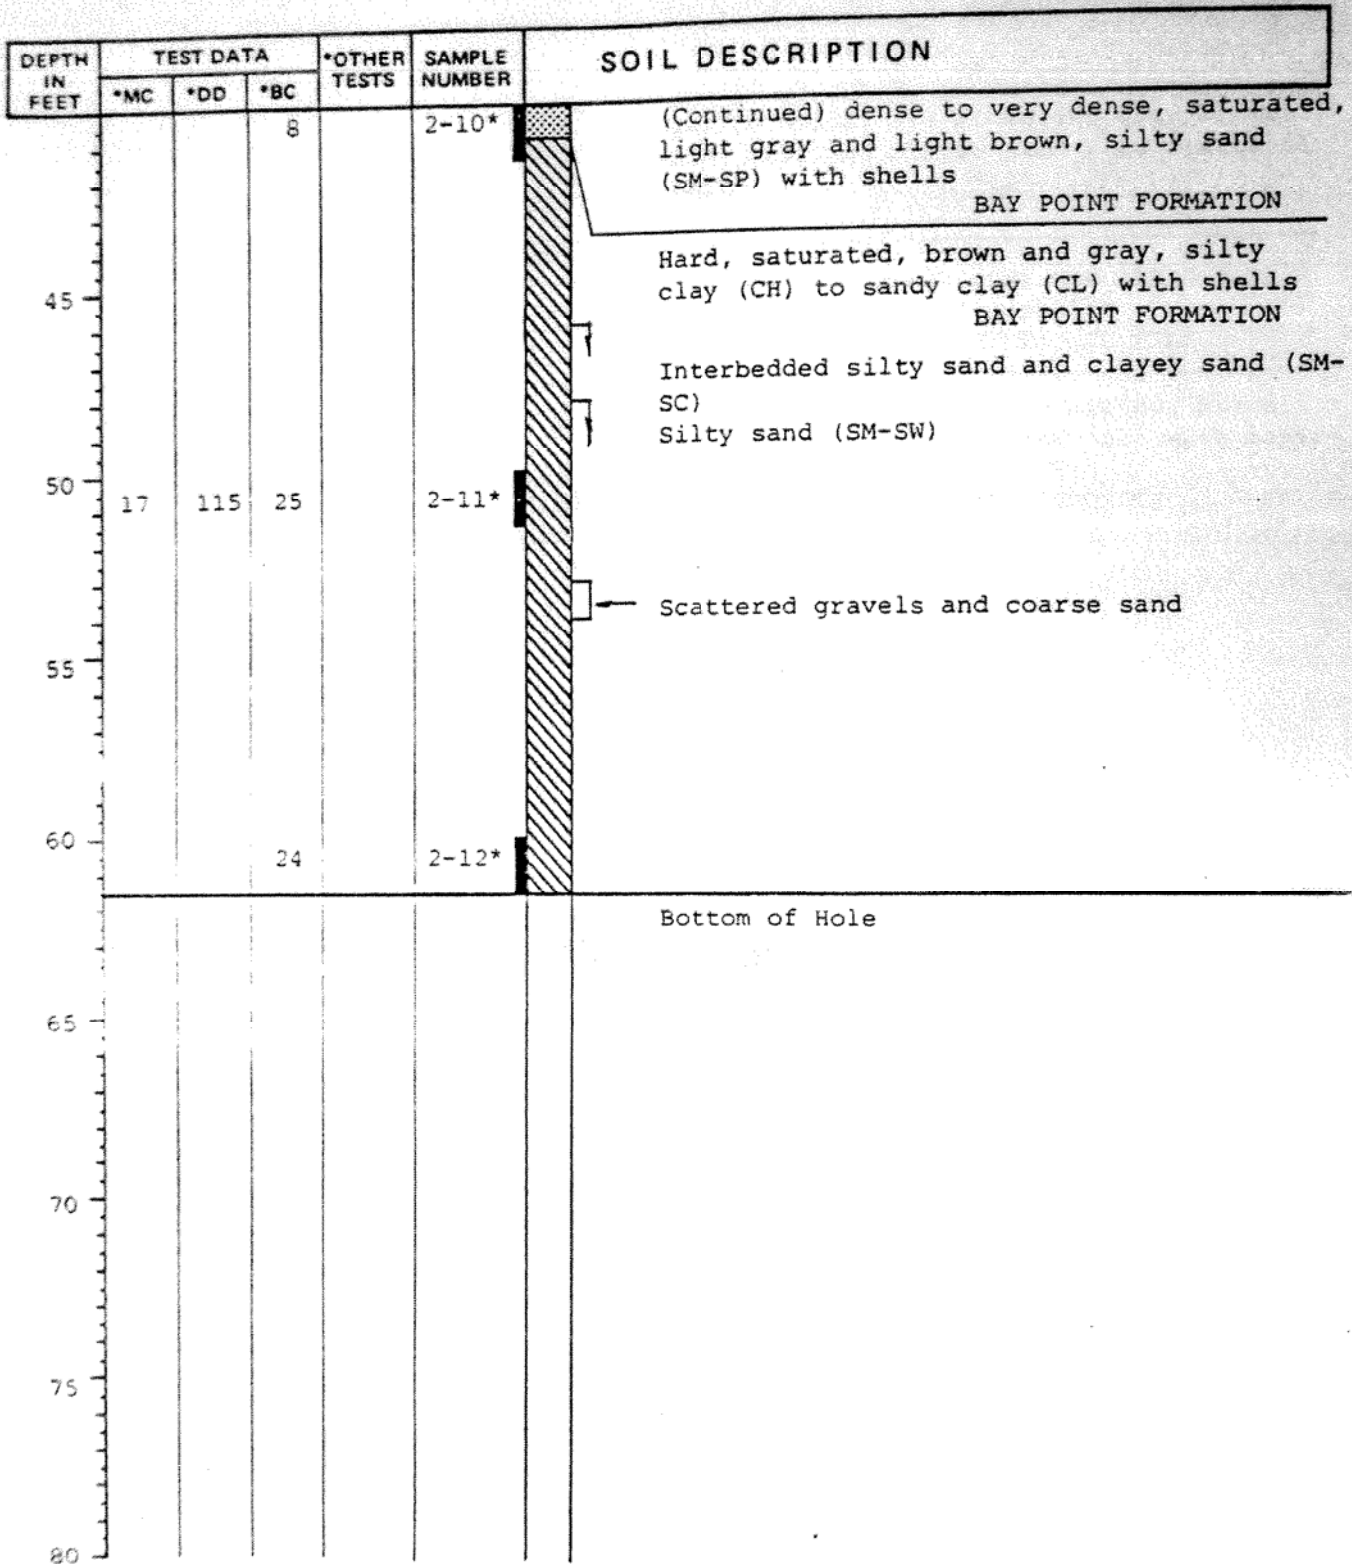 DEPTH IN FEET
TEST DATA
*MC *DD *BC
*OTHER TESTS
SAMPLE NUMBER
SOIL DESCRIPTION
8 2-10*
(Continued) dense to very dense, saturated,
light gray and light brown, silty sand
(SM-SP) with shells
BAY POINT FORMATION
Hard, saturated, brown and gray, silty
clay (CH) to sandy clay (CL) with shells
BAY POINT FORMATION
45
Interbedded silty sand and clayey sand (SM-
SC)
Silty sand (SM-SW)
50
17 115 25 2-11*
Scattered gravels and coarse sand
55
60
24 2-12*
Bottom of Hole
65
70
75
80